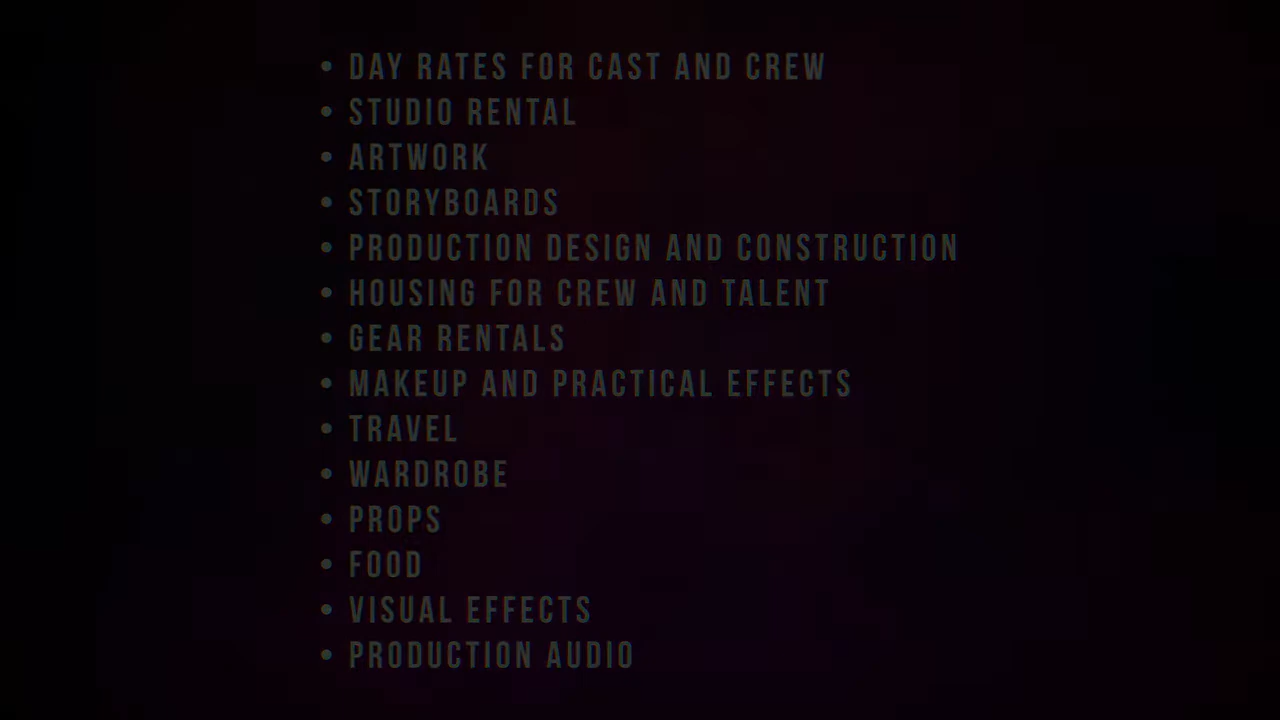 • DAY RATES FOR CAST AND CREW
• STUDIO RENTAL
• ARTWORK
• STORYBOARDS
• PRODUCTION DESIGN AND CONSTRUCTION
• HOUSING FOR CREW AND TALENT
• GEAR RENTALS
• MAKEUP AND PRACTICAL EFFECTS
• TRAVEL
• WARDROBE
• PROPS
• FOOD
• VISUAL EFFECTS
• PRODUCTION AUDIO